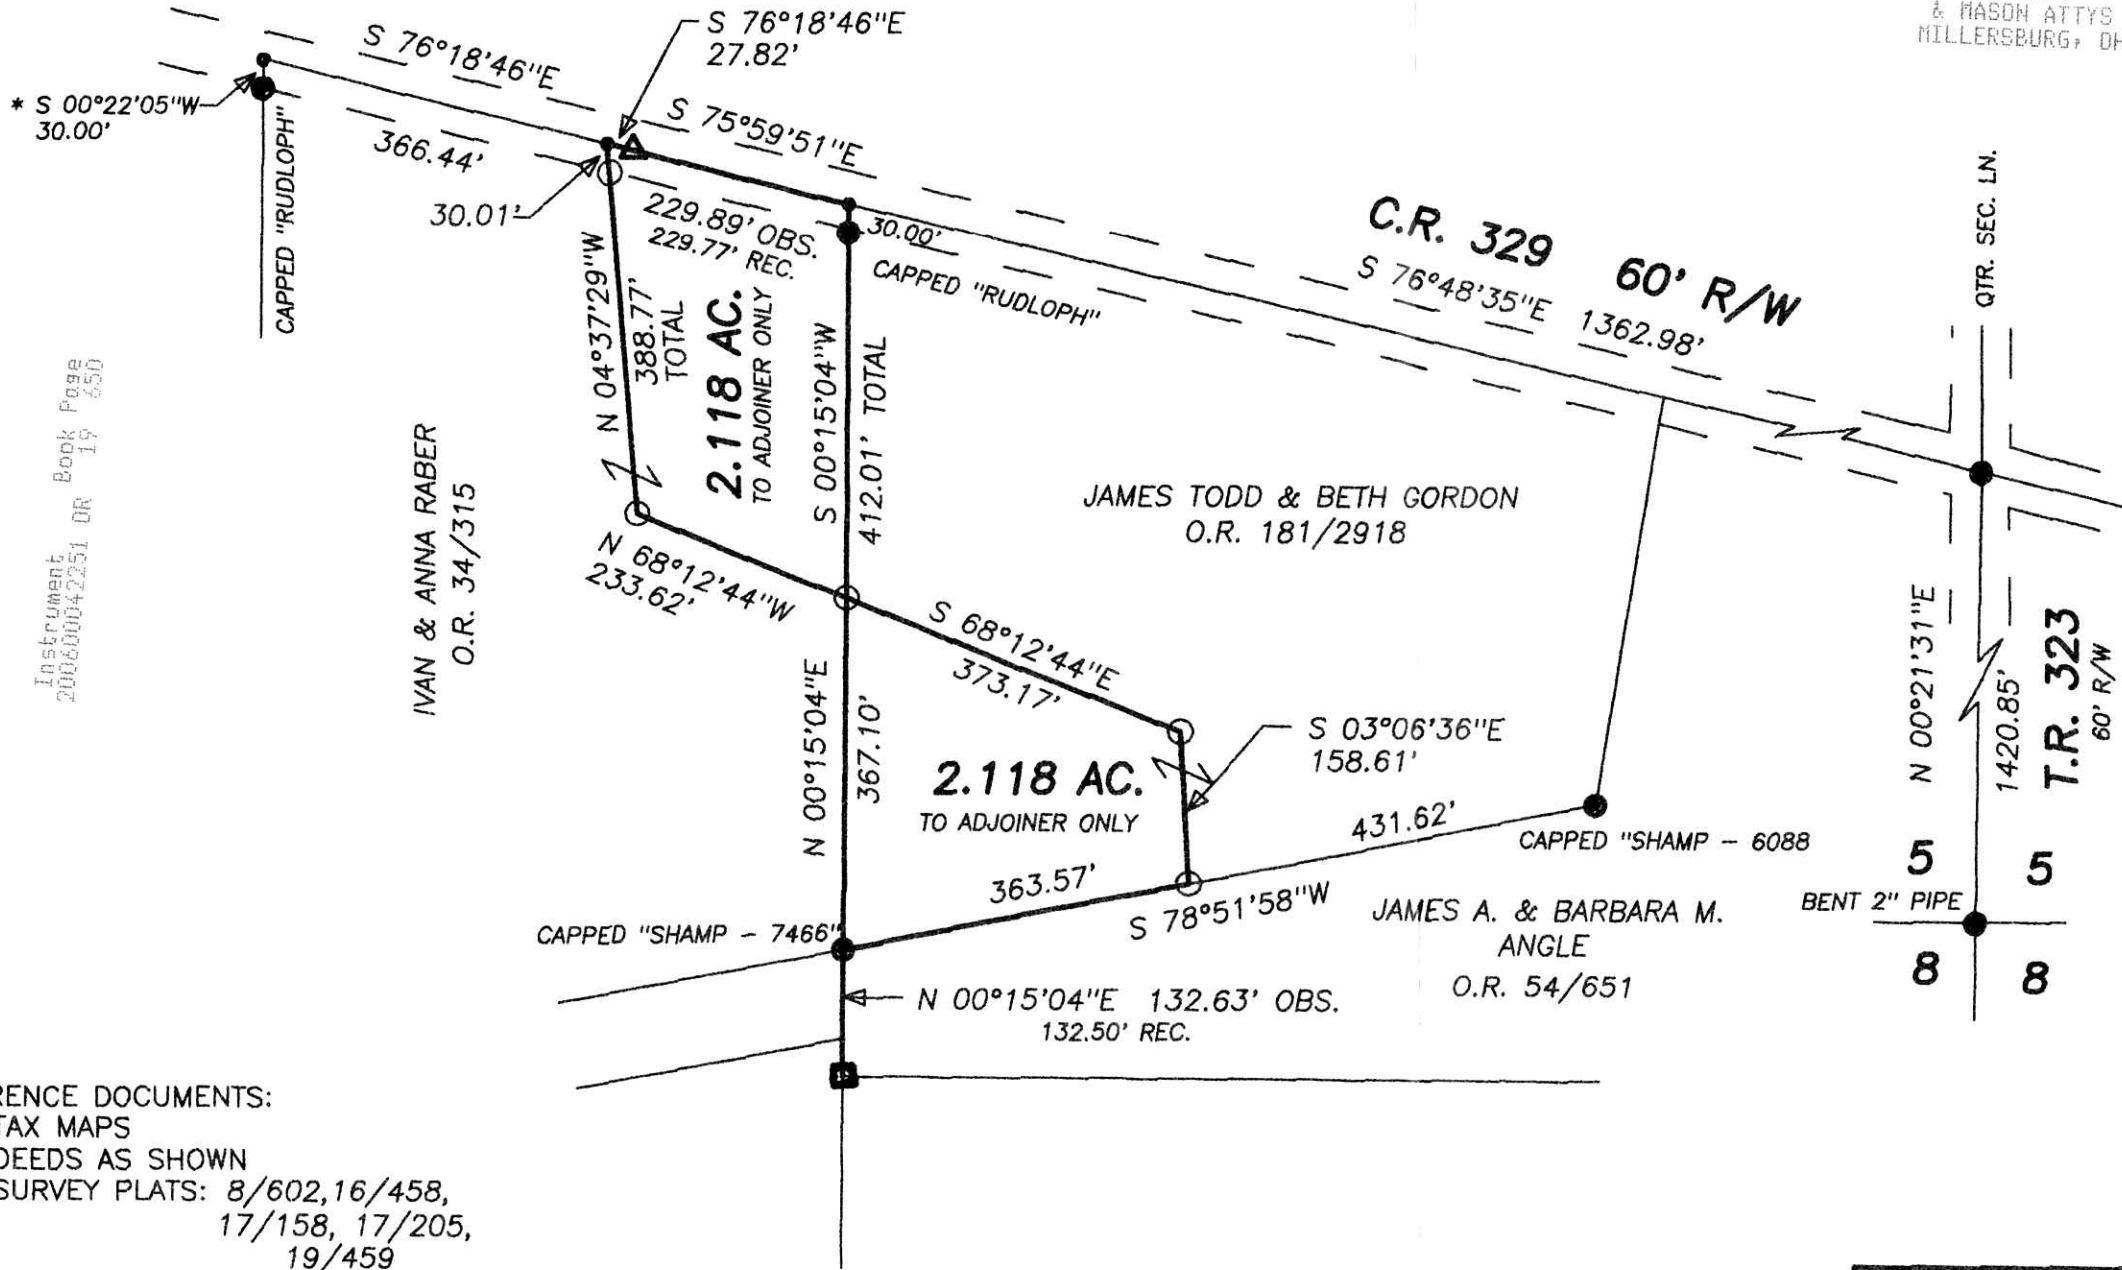 & MASON ATTYS
MILLERSBURG, OH
S 76°18'46"E
27.82'
S 76°18'46"E
* S 00°22'05"W
30.00'
366.44'
CAPPED "RUDLOPH"
S 75°59'51"E
30.01'
229.89' OBS.
229.77' REC.
30.00'
CAPPED "RUDLOPH"
C.R. 329 60' R/W
S 76°48'35"E 1362.98'
QTR. SEC. LN.
N 04°37'29"W
388.77'
TOTAL
2.118 AC.
TO ADJOINER ONLY
S 00°15'04"W
412.01' TOTAL
Instrument Book Page
200600042251 OR 19 650
IVAN & ANNA RABER
O.R. 34/315
JAMES TODD & BETH GORDON
O.R. 181/2918
N 68°12'44"W
233.62'
S 68°12'44"E
373.17'
N 00°15'04"E
367.10'
S 03°06'36"E
158.61'
2.118 AC.
TO ADJOINER ONLY
N 00°21'31"E
1420.85'
T.R. 323
60' R/W
431.62'
CAPPED "SHAMP - 6088
363.57'
S 78°51'58"W
5
5
BENT 2" PIPE
8
8
CAPPED "SHAMP - 7466"
JAMES A. & BARBARA M.
ANGLE
O.R. 54/651
N 00°15'04"E 132.63' OBS.
132.50' REC.
RENCE DOCUMENTS:
TAX MAPS
DEEDS AS SHOWN
SURVEY PLATS: 8/602,16/458,
17/158, 17/205,
19/459